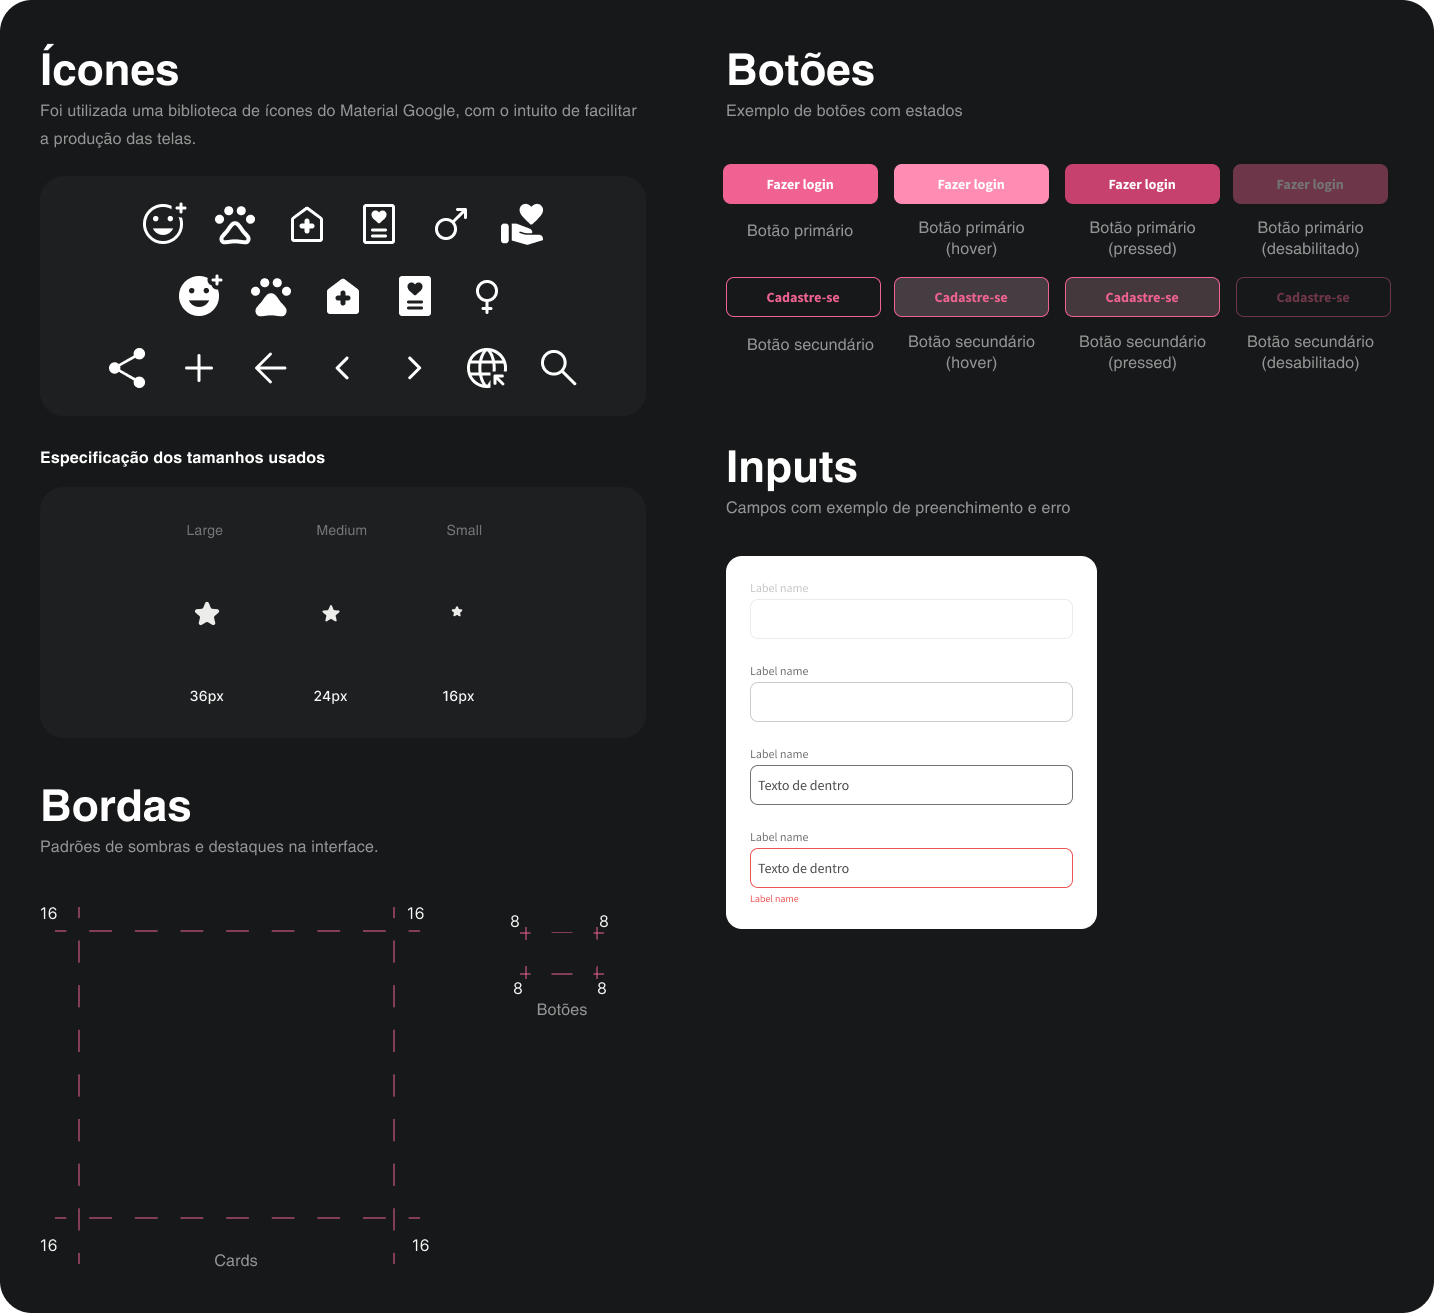 Ícones
Foi utilizada uma biblioteca de ícones do Material Google, com o intuito de facilitar
a produção das telas.
Especificação dos tamanhos usados
Large Medium Small
36px 24px 16px
Bordas
Padrões de sombras e destaques na interface.
16 16
16 16
Cards
8 8
8 8
Botões
Botões
Exemplo de botões com estados
Fazer login Fazer login Fazer login Fazer login
Botão primário
Botão primário
(hover)
Botão primário
(pressed)
Botão primário
(desabilitado)
Cadastre-se Cadastre-se Cadastre-se Cadastre-se
Botão secundário
Botão secundário
(hover)
Botão secundário
(pressed)
Botão secundário
(desabilitado)
Inputs
Campos com exemplo de preenchimento e erro
Label name
Label name
Label name
Texto de dentro
Label name
Texto de dentro
Label name